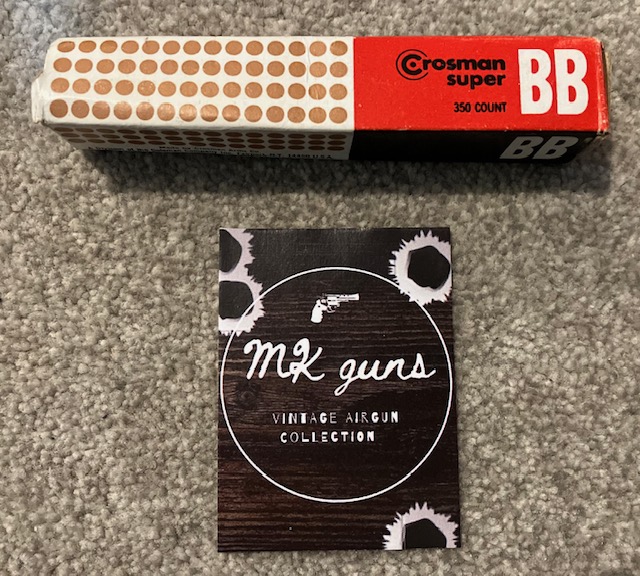 Crosman
super
350 COUNT
BB
BB
MK guns
VINTAGE AIRGUN
COLLECTION